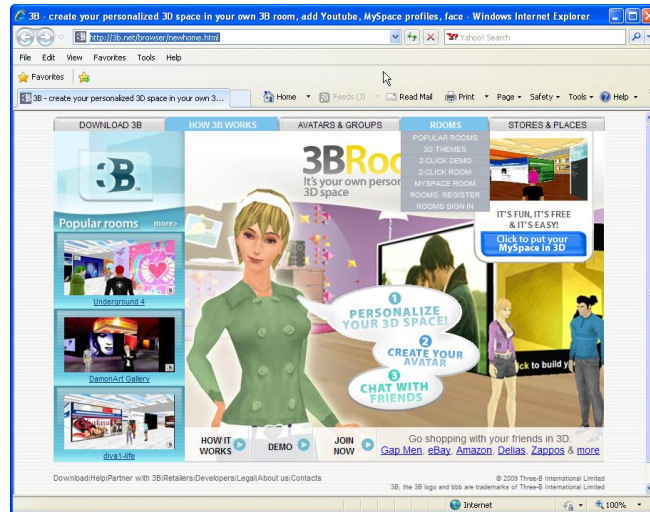 3B - create your personalized 3D space in your own 3B room, add Youtube, MySpace profiles, face - Windows Internet Explorer
http://3b.net/browser/newhome.html
Yahoo! Search
File Edit View Favorites Tools Help
Favorites
3B - create your personalized 3D space in your own 3...
Home Feeds (J) Read Mail Print Page Safety Tools Help
DOWNLOAD 3B HOW 3B WORKS AVATARS & GROUPS ROOMS STORES & PLACES
POPULAR ROOMS
3D THEMES
2-CLICK DEMO
2-CLICK ROOM
MYSPACE ROOM
ROOMS: REGISTER
ROOMS SIGN IN
3B
3BRoo
It's your own person
3D space
IT'S FUN, IT'S FREE
& IT'S EASY!
Click to put your
MySpace in 3D
Popular rooms more>
Underground 4
DamonArt Gallery
diva1-life
1
PERSONALIZE
YOUR 3D SPACE!
2
CREATE YOUR
AVATAR
3
CHAT WITH
FRIENDS
ck to build y
HOW IT
WORKS
DEMO
JOIN
NOW
Go shopping with your friends in 3D:
Gap Men, eBay, Amazon, Delias, Zappos & more
Download|Help|Partner with 3B|Retailers|Developers|Legal|About us|Contacts
© 2009 Three-B International Limited
3B, the 3B logo and bbb are trademarks of Three-B International Limited
Internet
100%